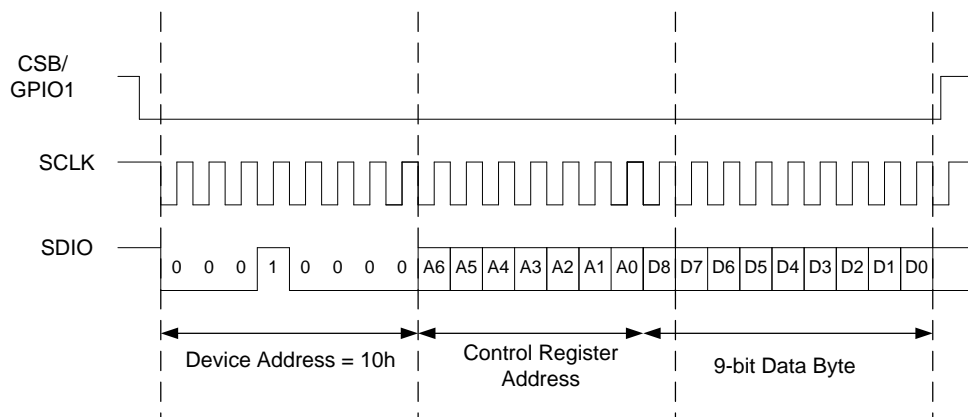 CSB/
GPIO1
SCLK
SDIO
0 0 0 1 0 0 0 0 A6 A5 A4 A3 A2 A1 A0 D8 D7 D6 D5 D4 D3 D2 D1 D0
Device Address = 10h
Control Register
Address
9-bit Data Byte